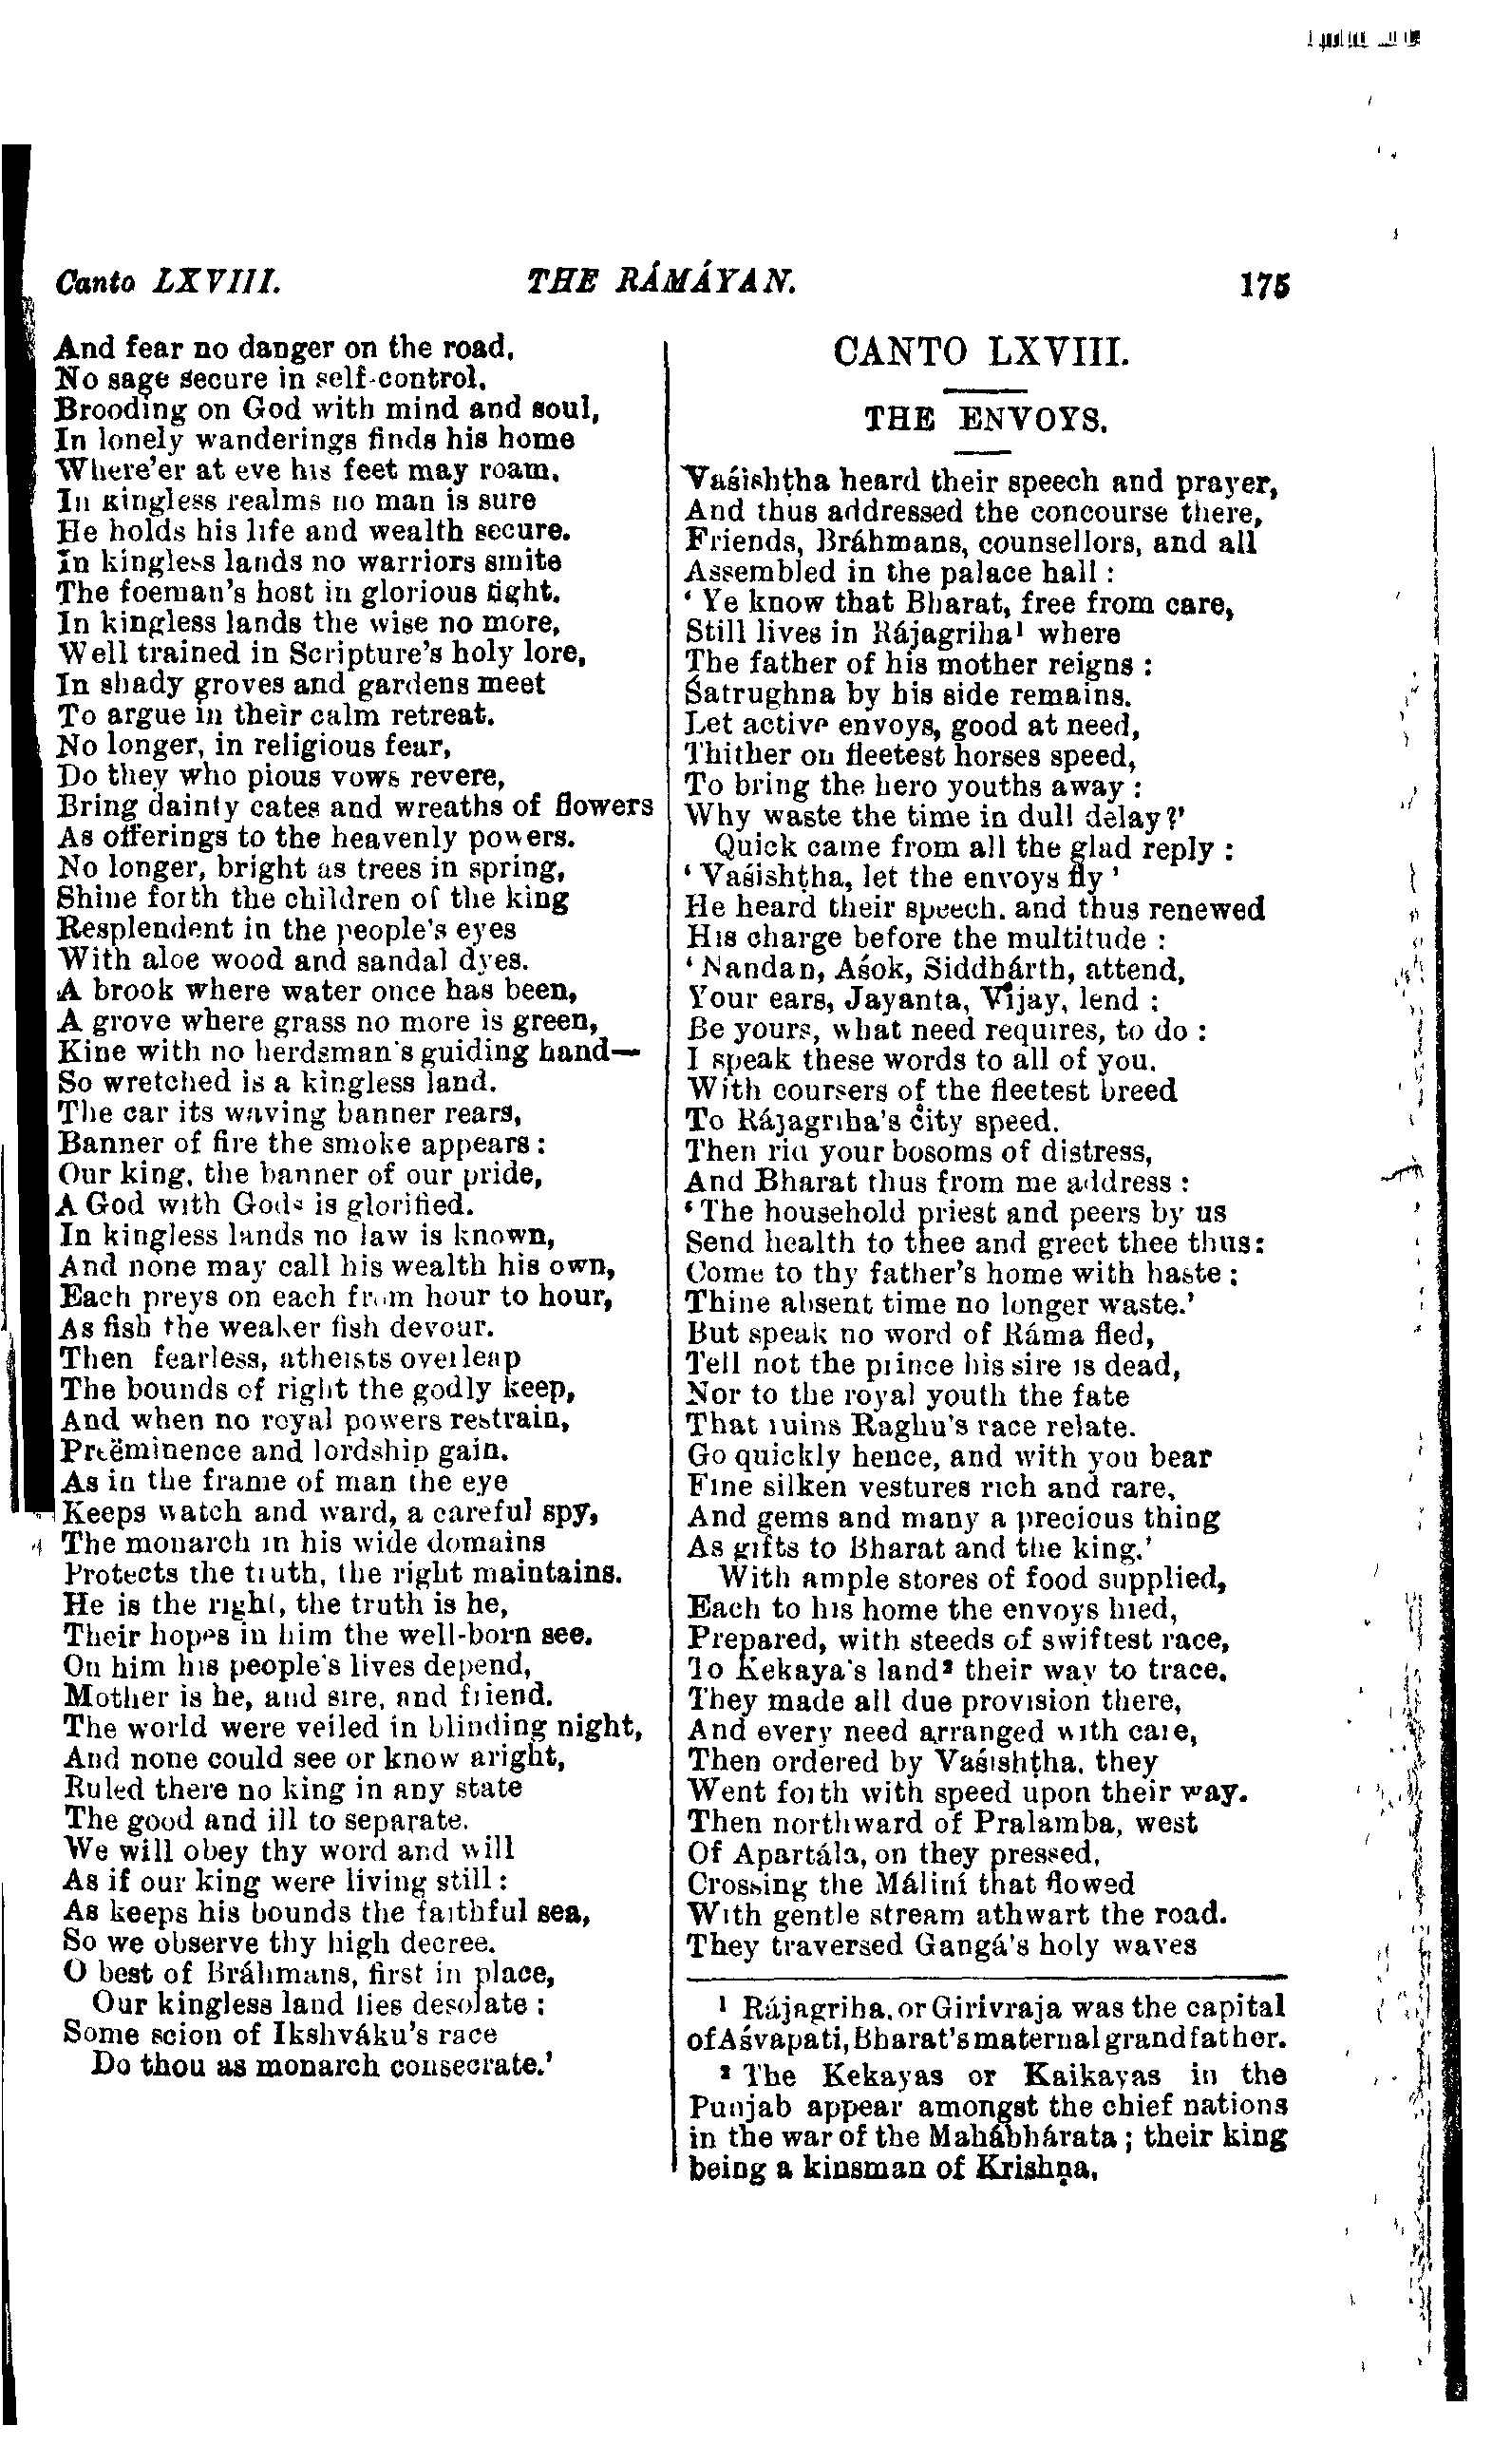 Canto LXVIII. THE RÁMÁYAN. 175
And fear no danger on the road.
No sage secure in self-control,
Brooding on God with mind and soul,
In lonely wanderings finds his home
Where'er at eve his feet may roam.
In kingless realms no man is sure
He holds his life and wealth secure.
In kingless lands no warriors smite
The foeman's host in glorious fight.
In kingless lands the wise no more,
Well trained in Scripture's holy lore,
In shady groves and gardens meet
To argue in their calm retreat.
No longer, in religious fear,
Do they who pious vows revere,
Bring dainty cates and wreaths of flowers
As offerings to the heavenly powers.
No longer, bright as trees in spring,
Shine forth the children of the king
Resplendent in the people's eyes
With aloe wood and sandal dyes.
A brook where water once has been,
A grove where grass no more is green,
Kine with no herdsman's guiding hand—
So wretched is a kingless land.
The car its waving banner rears,
Banner of fire the smoke appears:
Our king, the banner of our pride,
A God with Gods is glorified.
In kingless lands no law is known,
And none may call his wealth his own,
Each preys on each from hour to hour,
As fish the weaker fish devour.
Then fearless, atheists overleap
The bounds of right the godly keep,
And when no royal powers restrain,
Preëminence and lordship gain.
As in the frame of man the eye
Keeps watch and ward, a careful spy,
The monarch in his wide domains
Protects the truth, the right maintains.
He is the right, the truth is he,
Their hopes in him the well-born see.
On him his people's lives depend,
Mother is he, and sire, and friend.
The world were veiled in blinding night,
And none could see or know aright,
Ruled there no king in any state
The good and ill to separate.
We will obey thy word and will
As if our king were living still:
As keeps his bounds the faithful sea,
So we observe thy high decree.
O best of Bráhmans, first in place,
Our kingless land lies desolate:
Some scion of Ikshváku's race
Do thou as monarch consecrate.'
CANTO LXVIII.
THE ENVOYS.
Vaśishṭha heard their speech and prayer,
And thus addressed the concourse there,
Friends, Bráhmans, counsellors, and all
Assembled in the palace hall:
'Ye know that Bharat, free from care,
Still lives in Rájagriha¹ where
The father of his mother reigns:
Śatrughna by his side remains.
Let active envoys, good at need,
Thither on fleetest horses speed,
To bring the hero youths away:
Why waste the time in dull delay?'
Quick came from all the glad reply:
'Vaśishṭha, let the envoys fly'
He heard their speech, and thus renewed
His charge before the multitude:
'Nandan, Aśok, Siddhárth, attend,
Your ears, Jayanta, Vijay, lend:
Be yours, what need requires, to do:
I speak these words to all of you.
With coursers of the fleetest breed
To Rájagriha's city speed.
Then rid your bosoms of distress,
And Bharat thus from me address:
'The household priest and peers by us
Send health to thee and greet thee thus:
Come to thy father's home with haste:
Thine absent time no longer waste.'
But speak no word of Ráma fled,
Tell not the prince his sire is dead,
Nor to the royal youth the fate
That ruins Raghu's race relate.
Go quickly hence, and with you bear
Fine silken vestures rich and rare,
And gems and many a precious thing
As gifts to Bharat and the king.'
With ample stores of food supplied,
Each to his home the envoys hied,
Prepared, with steeds of swiftest race,
To Kekaya's land² their way to trace.
They made all due provision there,
And every need arranged with care,
Then ordered by Vaśishṭha, they
Went forth with speed upon their way.
Then northward of Pralamba, west
Of Apartála, on they pressed,
Crossing the Máliní that flowed
With gentle stream athwart the road.
They traversed Gangá's holy waves
¹ Rájagriha, or Girivraja was the capital
of Aśvapati, Bharat's maternal grandfather.
² The Kekayas or Kaikayas in the
Punjab appear amongst the chief nations
in the war of the Mahábhárata; their king
being a kinsman of Krishṇa.